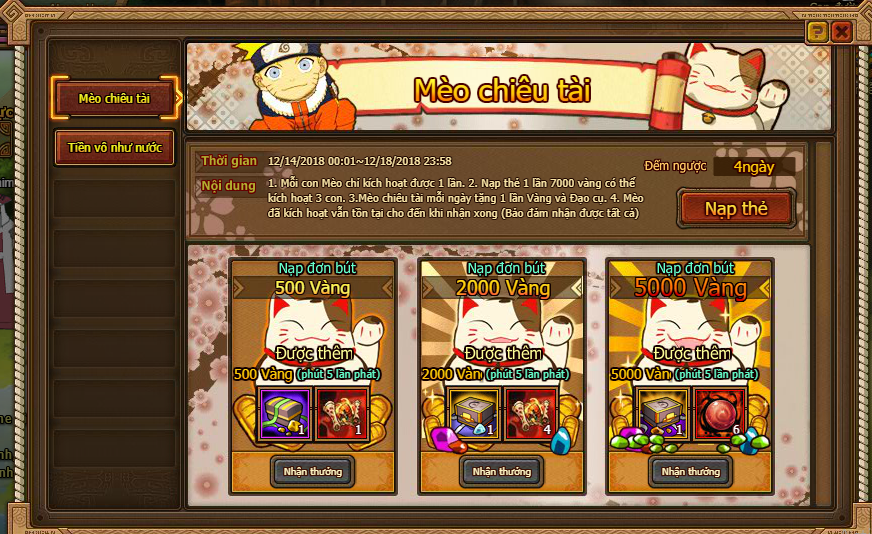 Mèo chiêu tài
Mèo chiêu tài
Tiền vô như nước
Thời gian 12/14/2018 00:01~12/18/2018 23:58
Đếm ngược 4ngày
Nội dung 1. Mỗi con Mèo chỉ kích hoạt được 1 lần. 2. Nạp thẻ 1 lần 7000 vàng có thể
kích hoạt 3 con. 3.Mèo chiêu tài mỗi ngày tăng 1 lần Vàng và Đạo cụ. 4. Mèo
đã kích hoạt vẫn tồn tại cho đến khi nhận xong (Bảo đảm nhận được tất cả)
Nạp thẻ
Nạp đơn bút
500 Vàng
Được thêm
500 Vàng (phút 5 lần phát)
1 1
Nhận thưởng
Nạp đơn bút
2000 Vàng
Được thêm
2000 Vàng (phút 5 lần phát)
1 4
Nhận thưởng
Nạp đơn bút
5000 Vàng
Được thêm
5000 Vàng (phút 5 lần phát)
1 6
Nhận thưởng